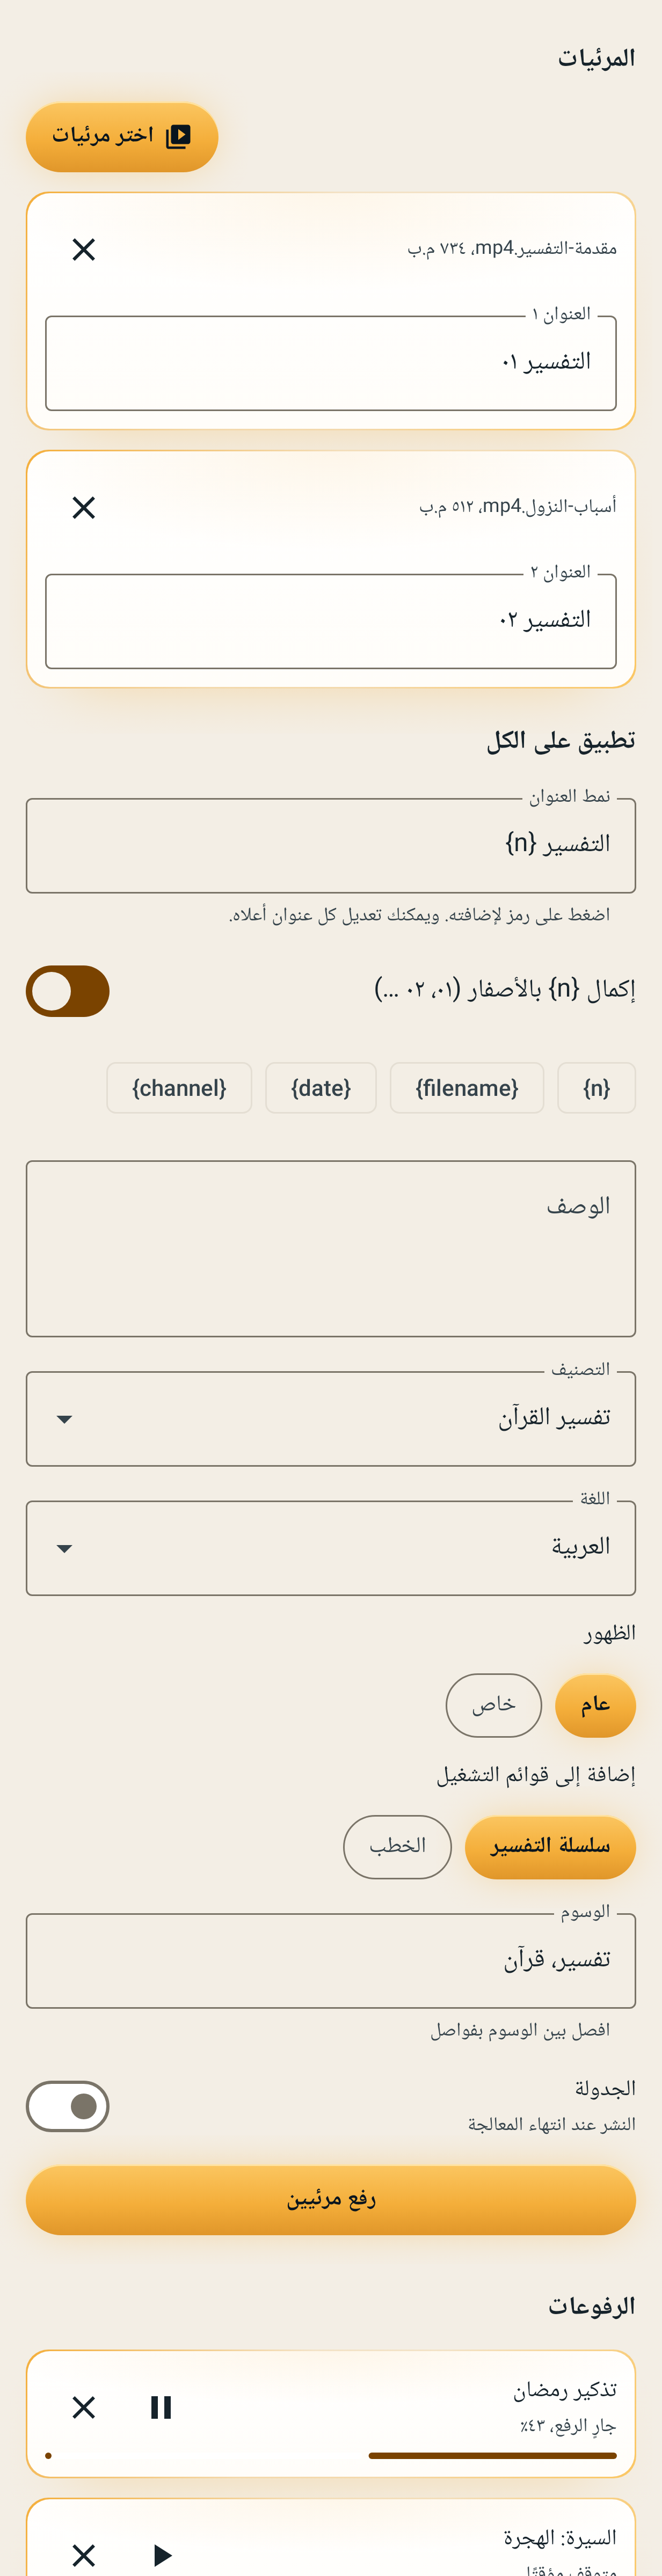 المرئيات
اختر مرئيات
مقدمة-التفسير.mp4، ٧٣٤ م.ب
العنوان ١
التفسير ٠١
أسباب-النزول.mp4، ٥١٢ م.ب
العنوان ٢
التفسير ٠٢
تطبيق على الكل
نمط العنوان
التفسير {n}
اضغط على رمز لإضافته. ويمكنك تعديل كل عنوان أعلاه.
إكمال {n} بالأصفار (٠١، ٠٢ ...)
{n} {filename} {date} {channel}
الوصف
التصنيف
تفسير القرآن
اللغة
العربية
الظهور
عام خاص
إضافة إلى قوائم التشغيل
سلسلة التفسير الخطب
الوسوم
تفسير، قرآن
افصل بين الوسوم بفواصل
الجدولة
النشر عند انتهاء المعالجة
رفع مرئيين
الرفوعات
تذكير رمضان
جارٍ الرفع، ٤٣٪
السيرة: الهجرة
متوقف مؤقتًا